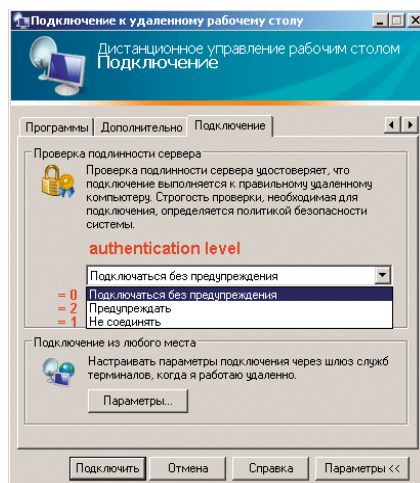 Подключение к удаленному рабочему столу
Дистанционное управление рабочим столом
Подключение
Программы Дополнительно Подключение
Проверка подлинности сервера
Проверка подлинности сервера удостоверяет, что
подключение выполняется к правильному удаленному
компьютеру. Строгость проверки, необходимая для
подключения, определяется политикой безопасности
системы.
authentication level
Подключаться без предупреждения
= 0 Подключаться без предупреждения
= 2 Предупреждать
= 1 Не соединять
Подключение из любого места
Настраивать параметры подключения через шлюз служб
терминалов, когда я работаю удаленно.
Параметры...
Подключить Отмена Справка Параметры <<